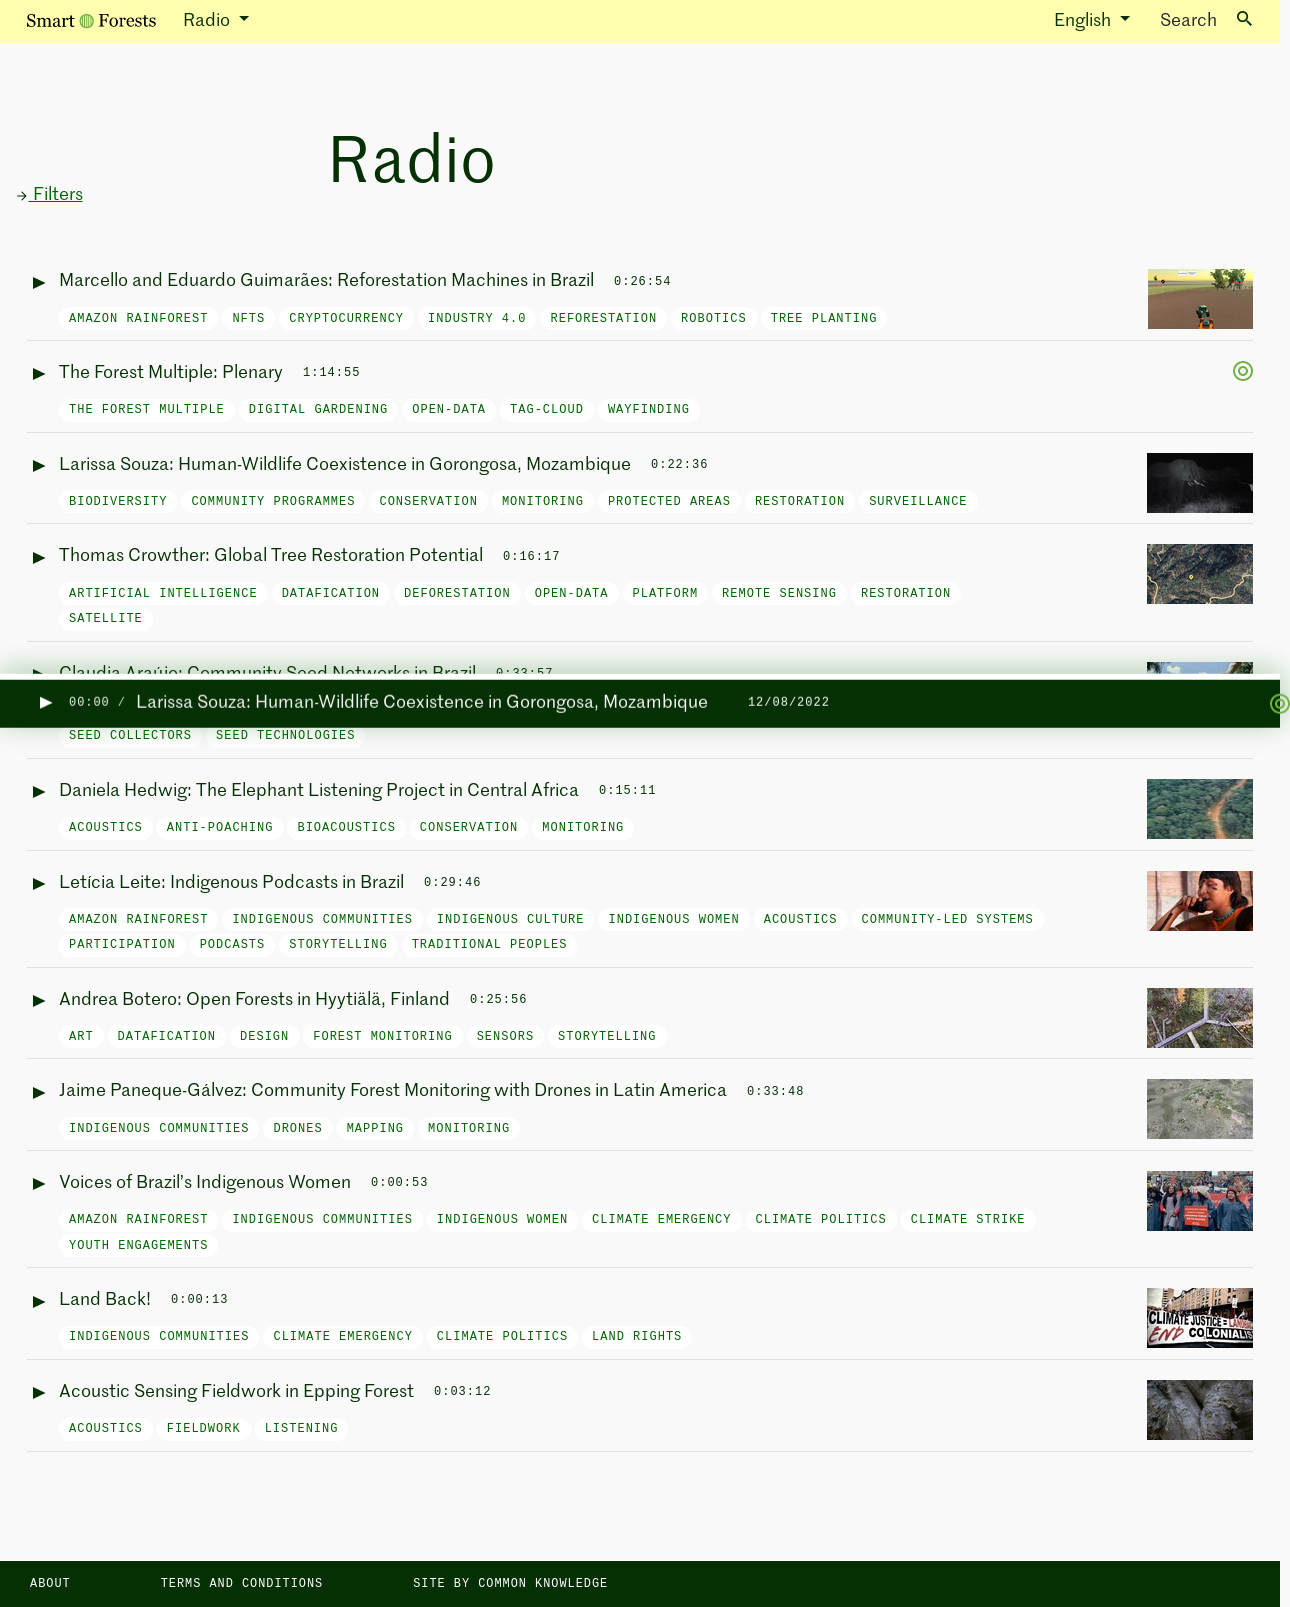 Smart Forests Radio English Search
Radio
Filters
Marcello and Eduardo Guimarães: Reforestation Machines in Brazil 0:26:54
AMAZON RAINFOREST NFTS CRYPTOCURRENCY INDUSTRY 4.0 REFORESTATION ROBOTICS TREE PLANTING
The Forest Multiple: Plenary 1:14:55
THE FOREST MULTIPLE DIGITAL GARDENING OPEN-DATA TAG-CLOUD WAYFINDING
Larissa Souza: Human-Wildlife Coexistence in Gorongosa, Mozambique 0:22:36
BIODIVERSITY COMMUNITY PROGRAMMES CONSERVATION MONITORING PROTECTED AREAS RESTORATION SURVEILLANCE
Thomas Crowther: Global Tree Restoration Potential 0:16:17
ARTIFICIAL INTELLIGENCE DATAFICATION DEFORESTATION OPEN-DATA PLATFORM REMOTE SENSING RESTORATION
SATELLITE
Claudia Araújo: Community Seed Networks in Brazil 0:33:57
00:00 / Larissa Souza: Human-Wildlife Coexistence in Gorongosa, Mozambique 12/08/2022
SEED COLLECTORS SEED TECHNOLOGIES
Daniela Hedwig: The Elephant Listening Project in Central Africa 0:15:11
ACOUSTICS ANTI-POACHING BIOACOUSTICS CONSERVATION MONITORING
Letícia Leite: Indigenous Podcasts in Brazil 0:29:46
AMAZON RAINFOREST INDIGENOUS COMMUNITIES INDIGENOUS CULTURE INDIGENOUS WOMEN ACOUSTICS COMMUNITY-LED SYSTEMS
PARTICIPATION PODCASTS STORYTELLING TRADITIONAL PEOPLES
Andrea Botero: Open Forests in Hyytiälä, Finland 0:25:56
ART DATAFICATION DESIGN FOREST MONITORING SENSORS STORYTELLING
Jaime Paneque-Gálvez: Community Forest Monitoring with Drones in Latin America 0:33:48
INDIGENOUS COMMUNITIES DRONES MAPPING MONITORING
Voices of Brazil’s Indigenous Women 0:00:53
AMAZON RAINFOREST INDIGENOUS COMMUNITIES INDIGENOUS WOMEN CLIMATE EMERGENCY CLIMATE POLITICS CLIMATE STRIKE
YOUTH ENGAGEMENTS
Land Back! 0:00:13
INDIGENOUS COMMUNITIES CLIMATE EMERGENCY CLIMATE POLITICS LAND RIGHTS
CLIMATE JUSTICE =
END COLONIALIS
Acoustic Sensing Fieldwork in Epping Forest 0:03:12
ACOUSTICS FIELDWORK LISTENING
ABOUT TERMS AND CONDITIONS SITE BY COMMON KNOWLEDGE